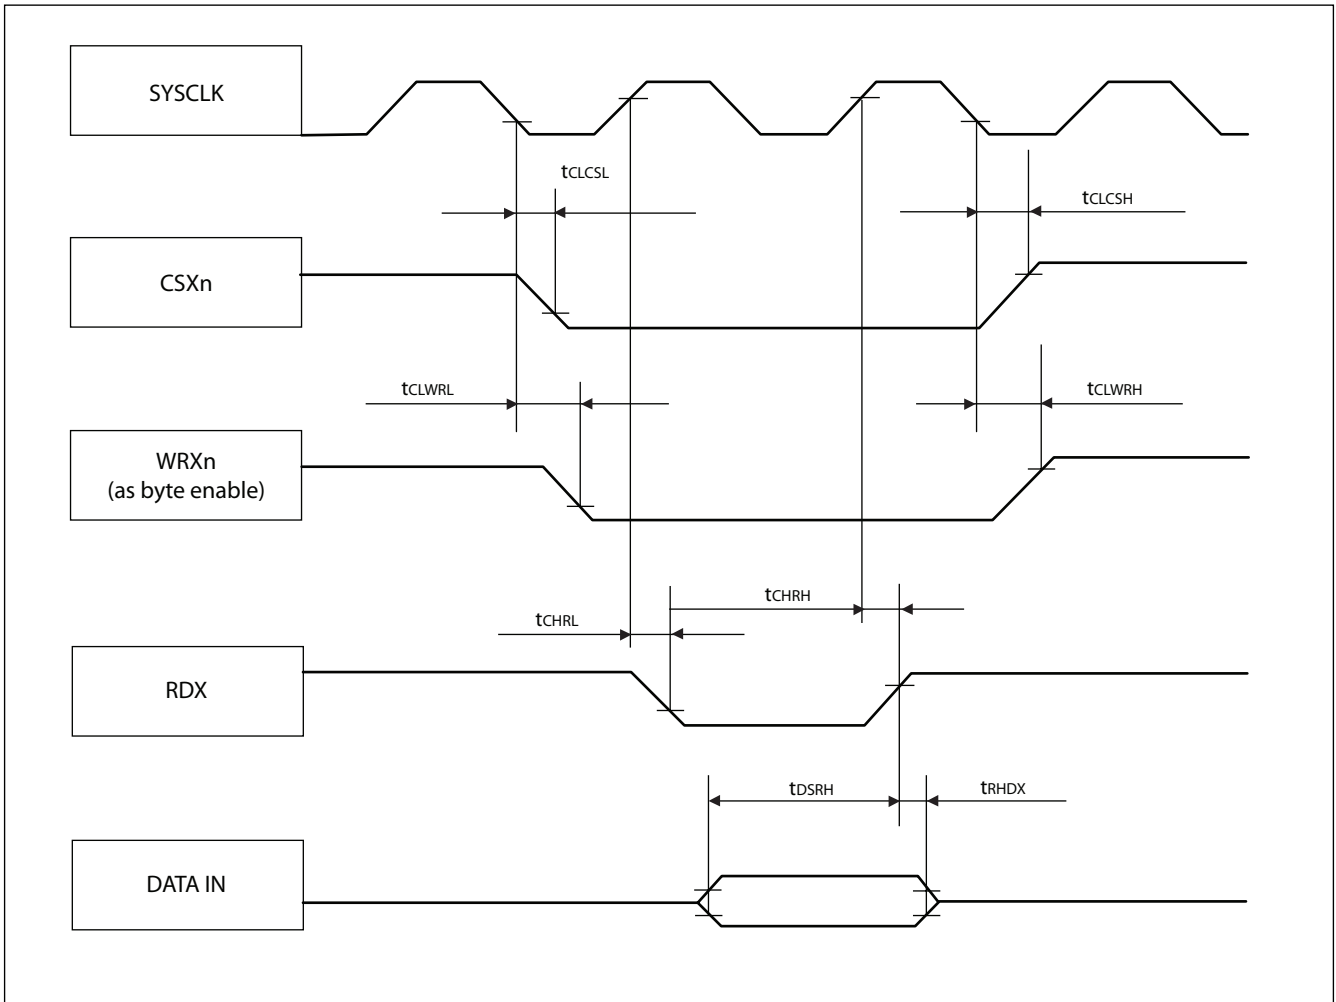 SYSCLK
tCLCSL
tCLCSH
CSXn
tCLWRL
tCLWRH
WRXn
(as byte enable)
tCHRH
tCHRL
RDX
tDSRH
tRHDX
DATA IN